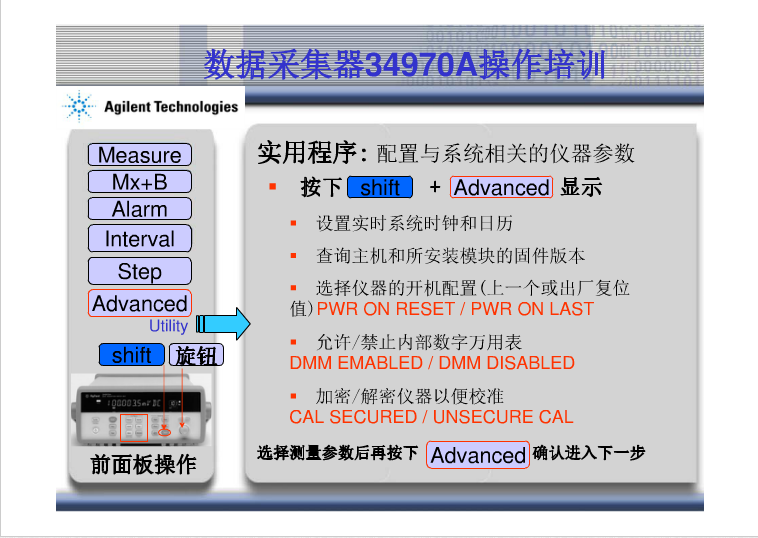 数据采集器34970A操作培训
Agilent Technologies
Measure
Mx+B
Alarm
Interval
Step
Advanced
Utility
shift 旋钮
前面板操作
实用程序: 配置与系统相关的仪器参数
按下 shift + Advanced 显示
设置实时系统时钟和日历
查询主机和所安装模块的固件版本
选择仪器的开机配置(上一个或出厂复位
值)PWR ON RESET / PWR ON LAST
允许/禁止内部数字万用表
DMM EMABLED / DMM DISABLED
加密/解密仪器以便校准
CAL SECURED / UNSECURE CAL
选择测量参数后再按下 Advanced 确认进入下一步